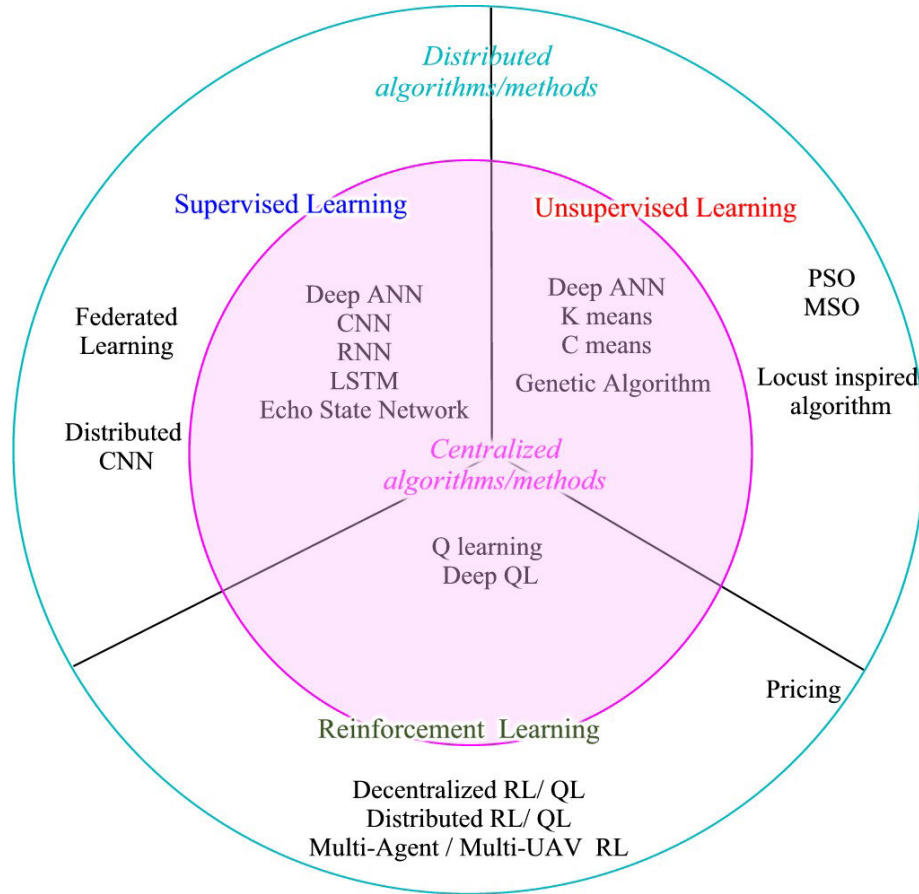 Distributed
algorithms/methods
Supervised Learning
Unsupervised Learning
Federated
Learning
Distributed
CNN
Deep ANN
CNN
RNN
LSTM
Echo State Network
Deep ANN
K means
C means
Genetic Algorithm
PSO
MSO
Locust inspired
algorithm
Centralized
algorithms/methods
Q learning
Deep QL
Pricing
Reinforcement Learning
Decentralized RL/ QL
Distributed RL/ QL
Multi-Agent / Multi-UAV RL